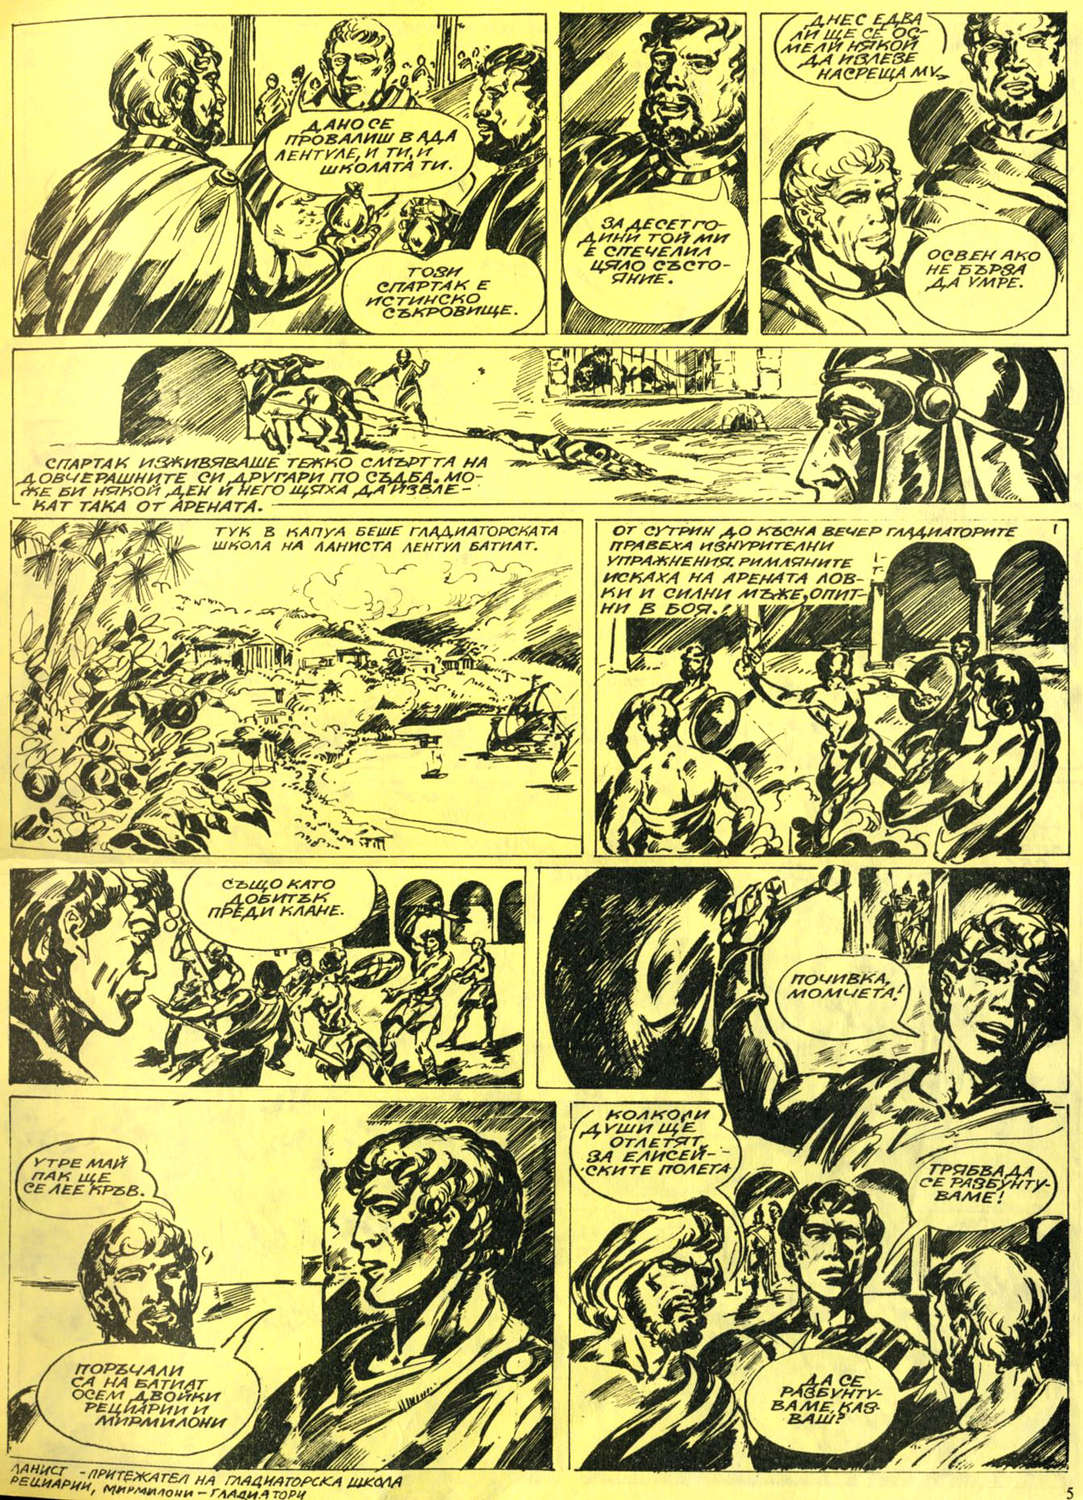 ДАНО СЕ
ПРОВАЛИШ В АДА
ЛЕНТУЛЕ, И ТИ, И
ШКОЛАТА ТИ.
ТОЗИ
СПАРТАК Е
ИСТИНСКО
СЪКРОВИЩЕ.
ЗА ДЕСЕТ ГО-
ДИНИ ТОЙ МИ
Е СПЕЧЕЛИЛ
ЦЯЛО СЪСТО-
ЯНИЕ.
ДНЕС ЕДВА
ЛИ ЩЕ СЕ ОС-
МЕЛИ НЯКОЙ
ДА ИЗЛЕЗЕ
НАСРЕЩА МУ,
ОСВЕН АКО
НЕ БЪРЗА
ДА УМРЕ.
СПАРТАК ИЗЖИВЯВАШЕ ТЕЖКО СМЪРТТА НА
ДОВЧЕРАШНИТЕ СИ ДРУГАРИ ПО СЪДБА. МО-
ЖЕ БИ НЯКОЙ ДЕН И НЕГО ЩЯХА ДА ИЗВЛЕ-
КАТ ТАКА ОТ АРЕНАТА.
ТУК В КАПУА БЕШЕ ГЛАДИАТОРСКАТА
ШКОЛА НА ЛАНИСТА ЛЕНТУЛ БАТИАТ.
ОТ СУТРИН ДО КЪСНА ВЕЧЕР ГЛАДИАТОРИТЕ
ПРАВЕХА ИЗНУРИТЕЛНИ
УПРАЖНЕНИЯ. РИМЛЯНИТЕ
ИСКАХА НА АРЕНАТА ЛОВ-
КИ И СИЛНИ МЪЖЕ, ОПИТ-
НИ В БОЯ.
СЪЩО КАТО
ДОБИТЪК
ПРЕДИ КЛАНЕ.
ПОЧИВКА,
МОМЧЕТА!
УТРЕ МАЙ
ПАК ЩЕ
СЕ ЛЕЕ КРЪВ.
ПОРЪЧАЛИ
СА НА БАТИАТ
ОСЕМ ДВОЙКИ
РЕЦИАРИИ И
МИРМИЛОНИ
КОЛКО ЛИ
ДУШИ ЩЕ
ОТЛЕТЯТ
ЗА ЕЛИСЕЙ-
СКИТЕ ПОЛЕТА
ТРЯБВА ДА
СЕ РАЗБУНТУ-
ВАМЕ!
ДА СЕ
РАЗБУНТУ-
ВАМЕ, КАЗ-
ВАШ?
ЛАНИСТ - ПРИТЕЖАТЕЛ НА ГЛАДИАТОРСКА ШКОЛА
РЕЦИАРИИ, МИРМИЛОНИ - ГЛАДИАТОРИ
5